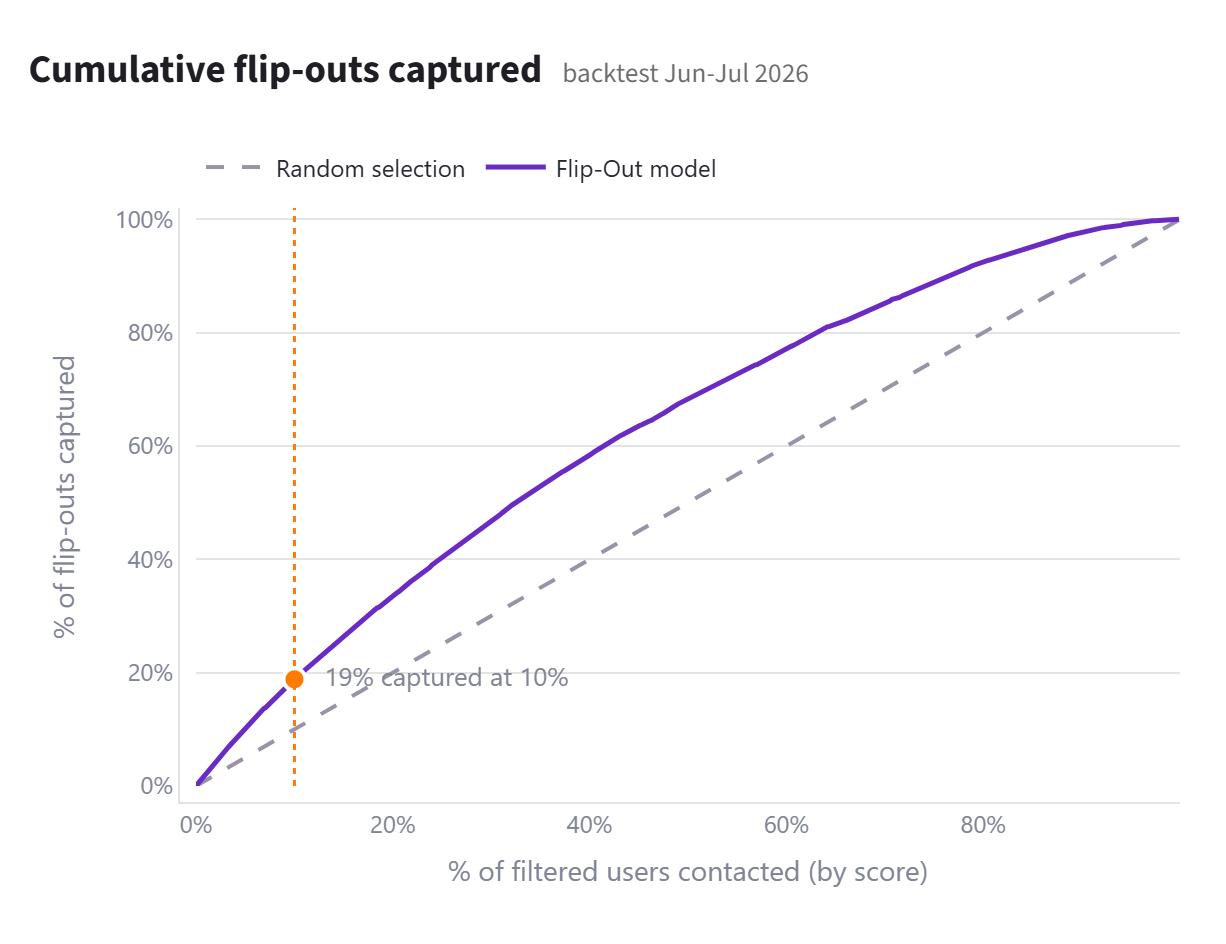 Cumulative flip-outs captured backtest Jun-Jul 2026
Random selection Flip-Out model
100%
80%
60%
40%
20%
0%
% of flip-outs captured
19% captured at 10%
0% 20% 40% 60% 80%
% of filtered users contacted (by score)